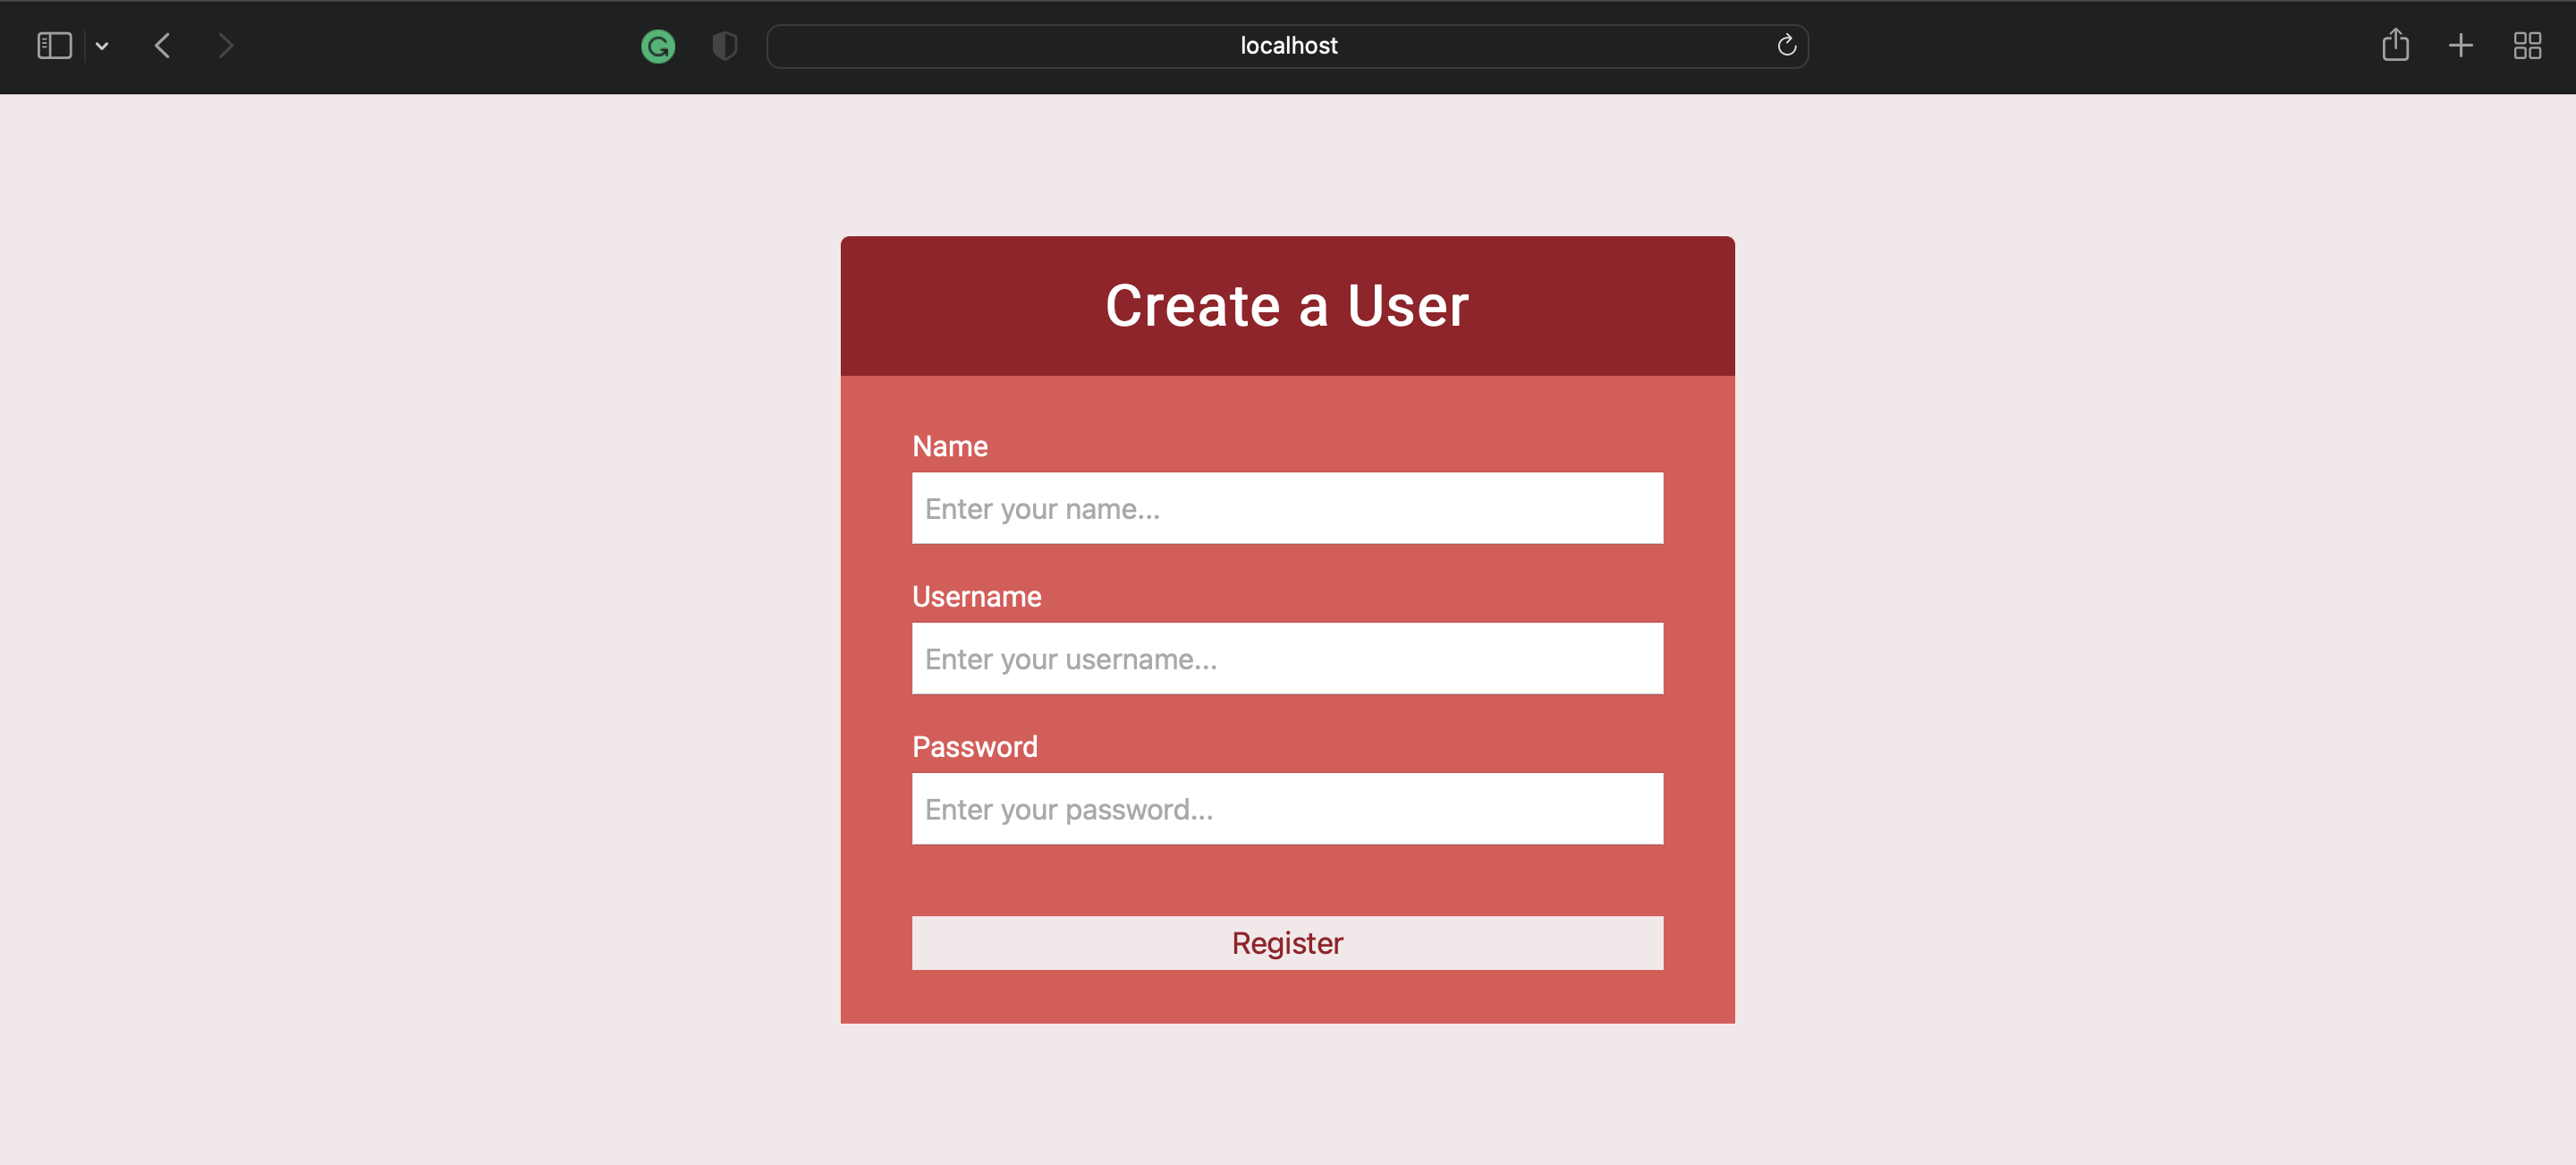 localhost
Create a User
Name
Enter your name...
Username
Enter your username...
Password
Enter your password...
Register